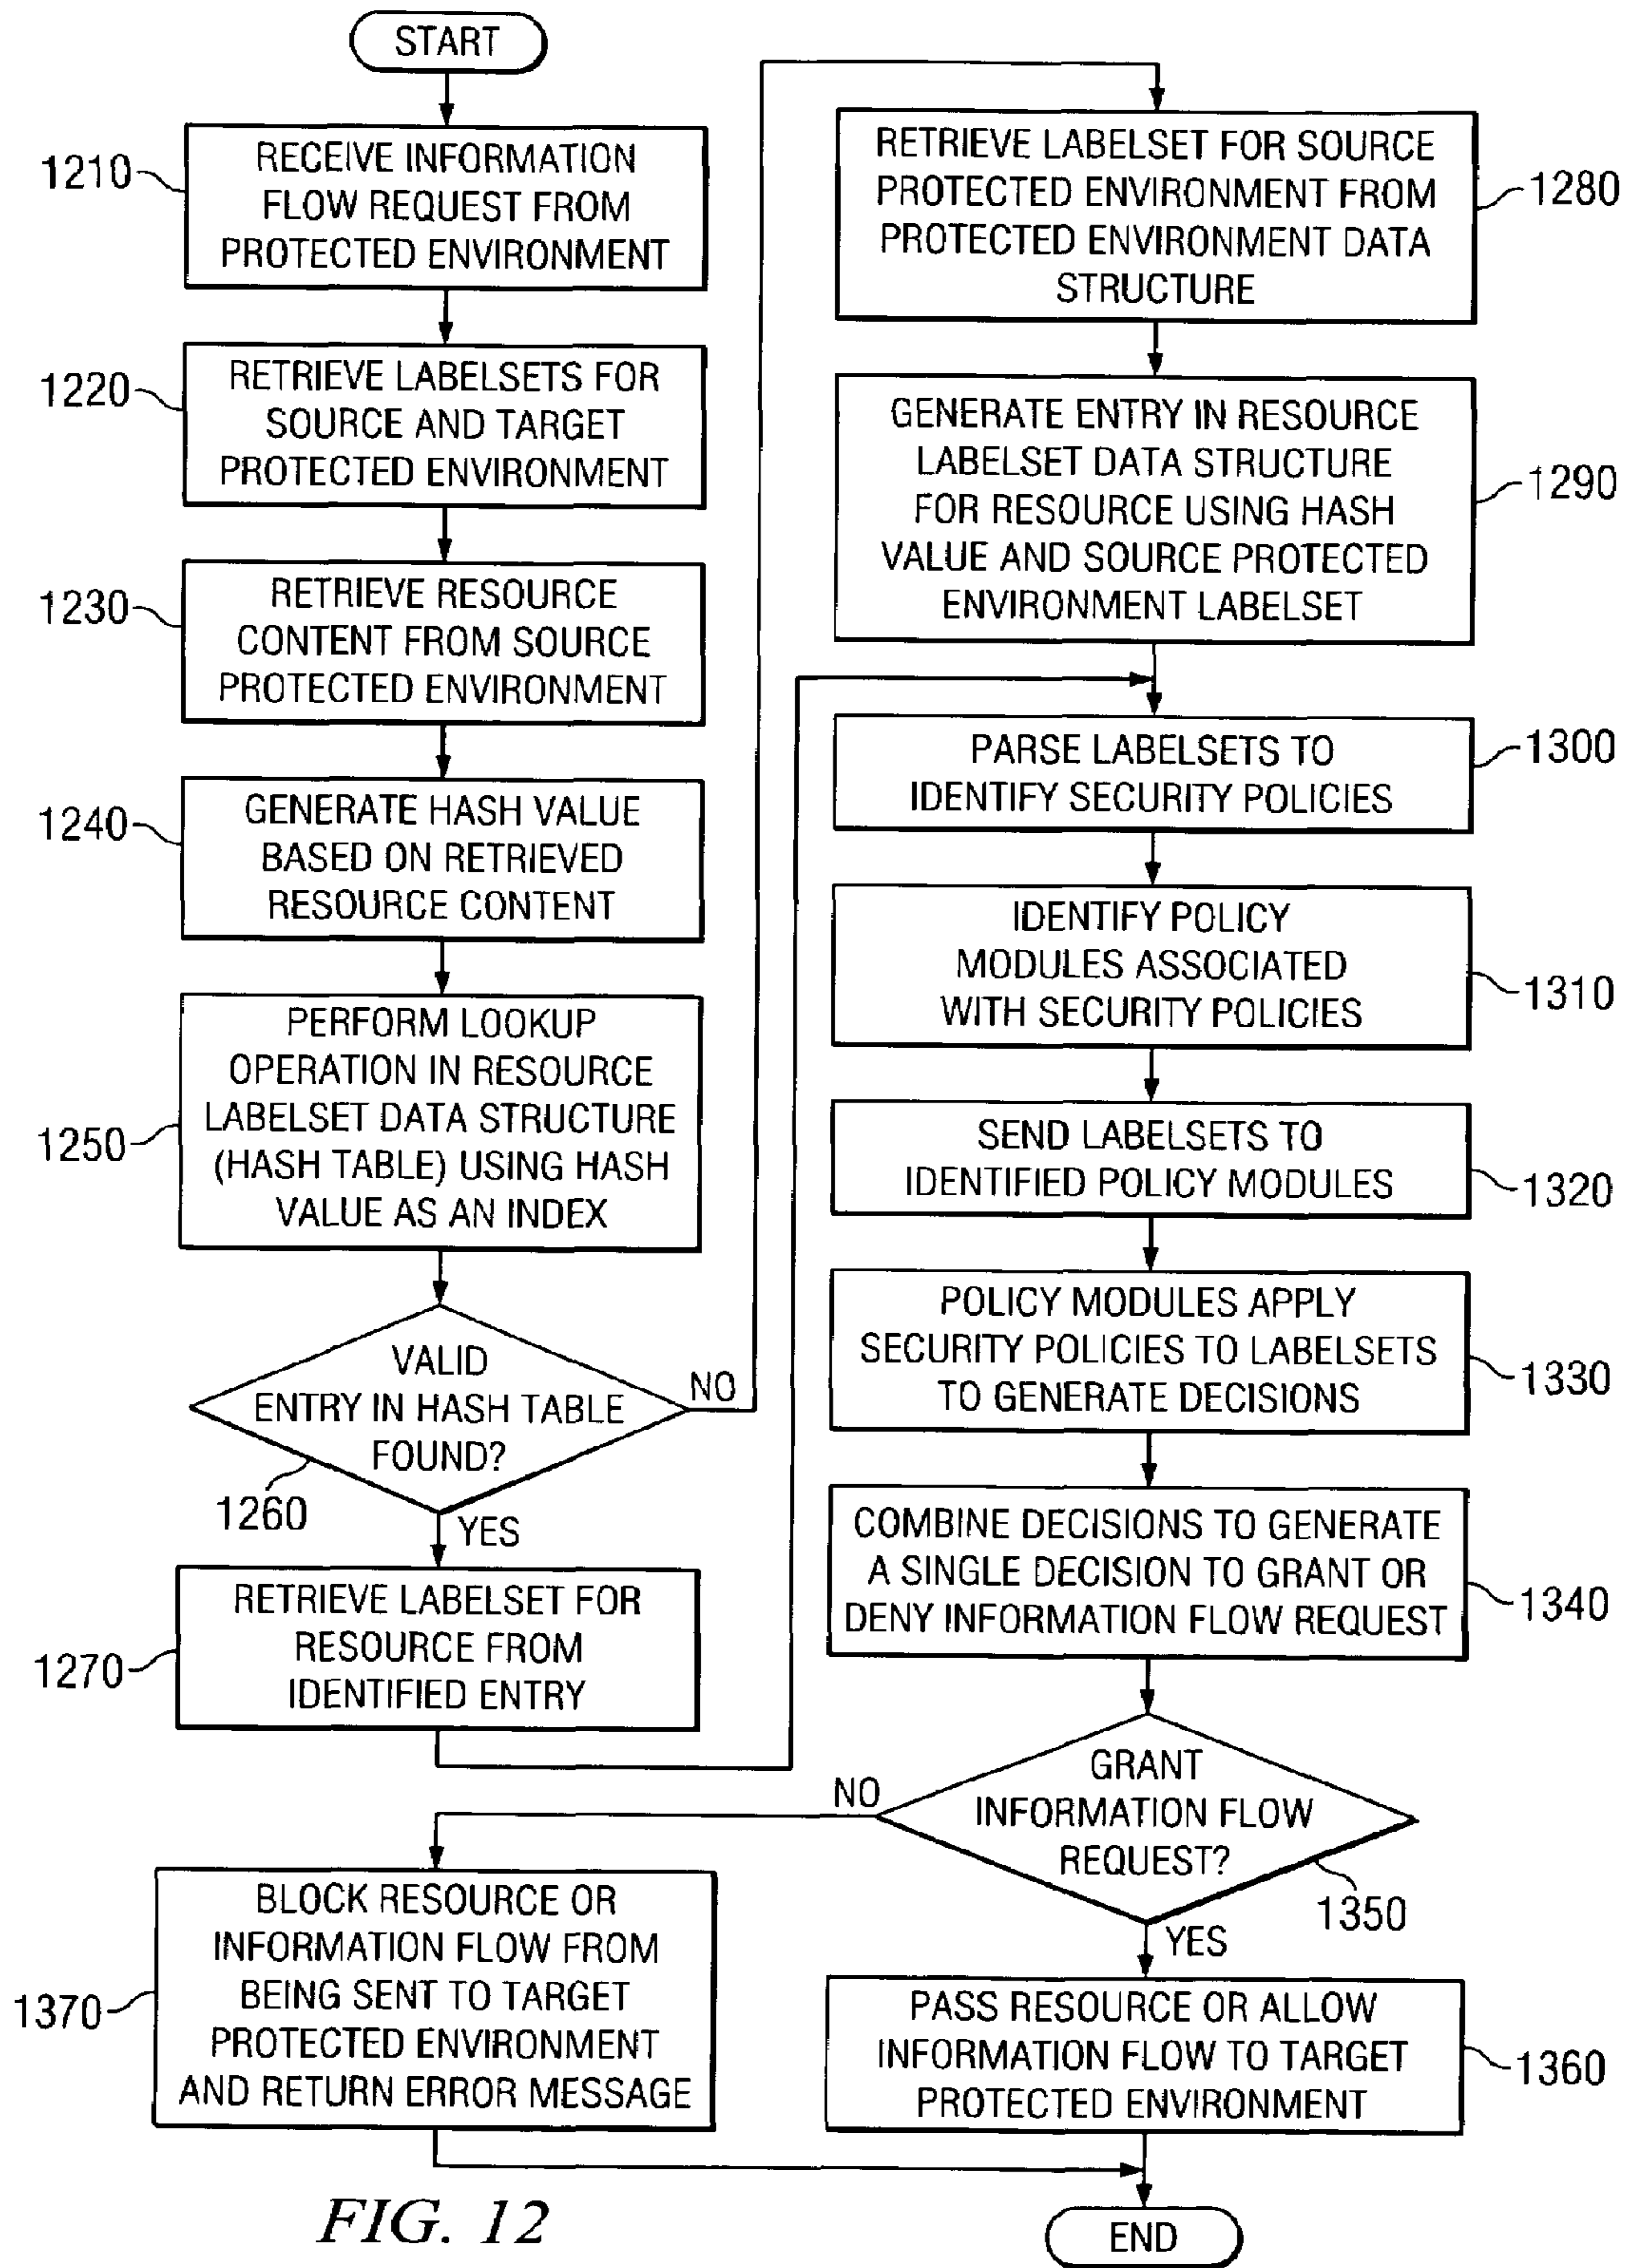 START
1210
RECEIVE INFORMATION
FLOW REQUEST FROM
PROTECTED ENVIRONMENT
1220
RETRIEVE LABELSETS FOR
SOURCE AND TARGET
PROTECTED ENVIRONMENT
1230
RETRIEVE RESOURCE
CONTENT FROM SOURCE
PROTECTED ENVIRONMENT
1240
GENERATE HASH VALUE
BASED ON RETRIEVED
RESOURCE CONTENT
1250
PERFORM LOOKUP
OPERATION IN RESOURCE
LABELSET DATA STRUCTURE
(HASH TABLE) USING HASH
VALUE AS AN INDEX
VALID
ENTRY IN HASH TABLE
FOUND?
NO
1260
YES
1270
RETRIEVE LABELSET FOR
RESOURCE FROM
IDENTIFIED ENTRY
RETRIEVE LABELSET FOR SOURCE
PROTECTED ENVIRONMENT FROM
PROTECTED ENVIRONMENT DATA
STRUCTURE
1280
GENERATE ENTRY IN RESOURCE
LABELSET DATA STRUCTURE
FOR RESOURCE USING HASH
VALUE AND SOURCE PROTECTED
ENVIRONMENT LABELSET
1290
PARSE LABELSETS TO
IDENTIFY SECURITY POLICIES
1300
IDENTIFY POLICY
MODULES ASSOCIATED
WITH SECURITY POLICIES
1310
SEND LABELSETS TO
IDENTIFIED POLICY MODULES
1320
POLICY MODULES APPLY
SECURITY POLICIES TO LABELSETS
TO GENERATE DECISIONS
1330
COMBINE DECISIONS TO GENERATE
A SINGLE DECISION TO GRANT OR
DENY INFORMATION FLOW REQUEST
1340
GRANT
INFORMATION FLOW
REQUEST?
NO
1350
YES
1370
BLOCK RESOURCE OR
INFORMATION FLOW FROM
BEING SENT TO TARGET
PROTECTED ENVIRONMENT
AND RETURN ERROR MESSAGE
PASS RESOURCE OR ALLOW
INFORMATION FLOW TO TARGET
PROTECTED ENVIRONMENT
1360
END
FIG. 12